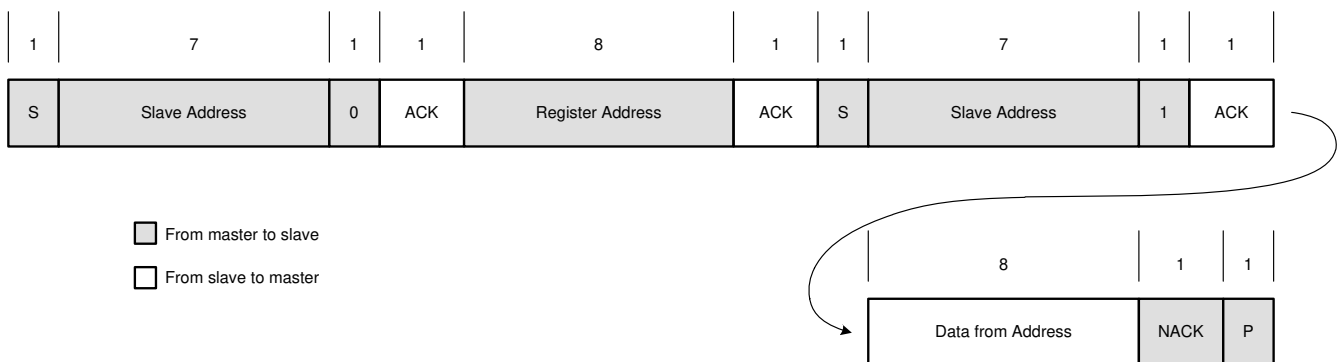 1 7 1 1 8 1 1 7 1 1
S Slave Address 0 ACK Register Address ACK S Slave Address 1 ACK
From master to slave
From slave to master
8 1 1
Data from Address NACK P